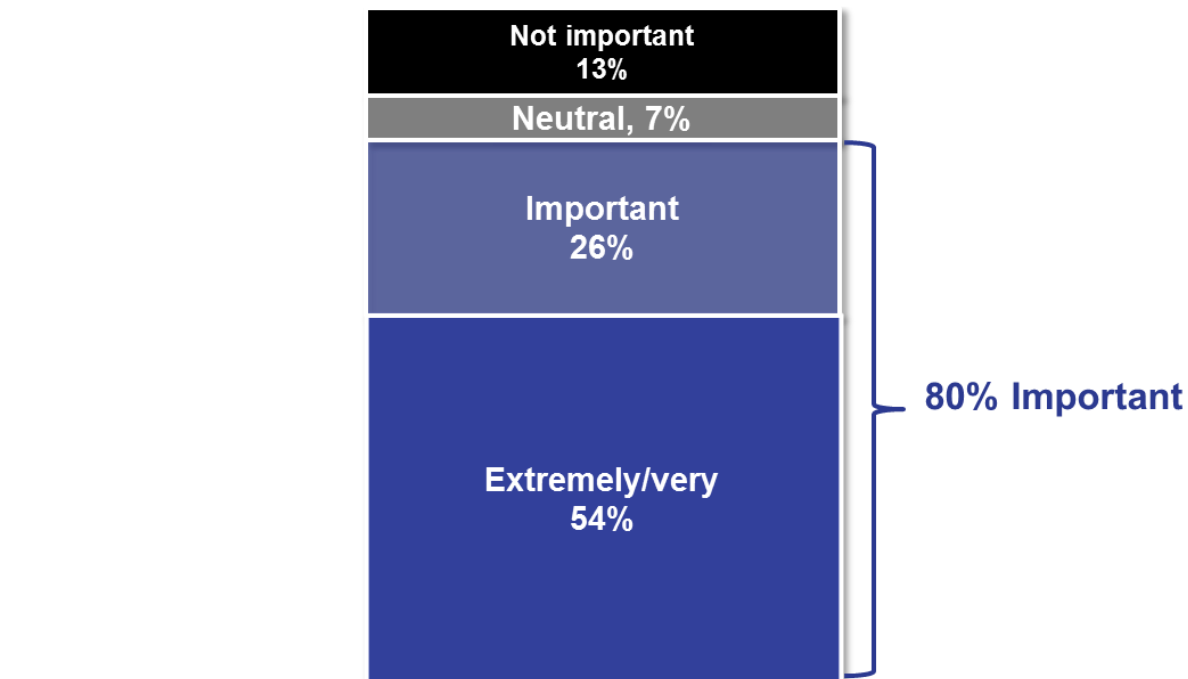 Not important
13%
Neutral, 7%
Important
26%
80% Important
Extremely/very
54%